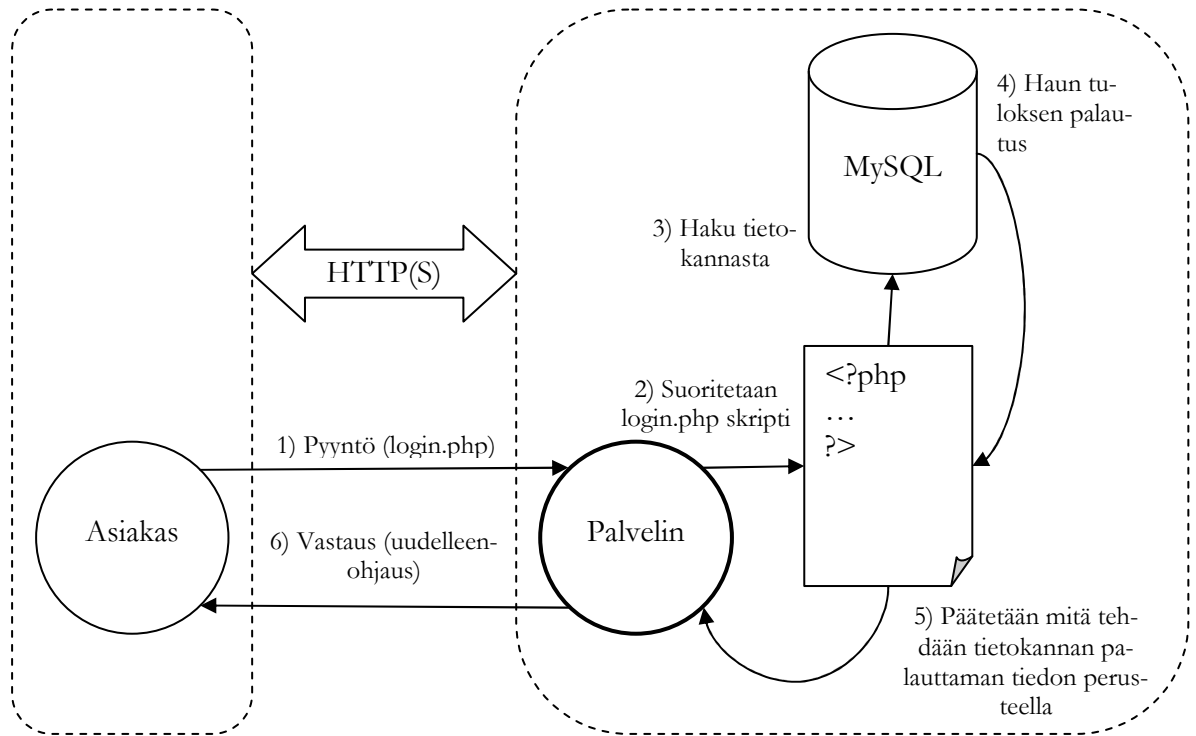 4) Haun tu-
loksen palau-
tus
MySQL
3) Haku tieto-
kannasta
HTTP(S)
<?php
...
?>
2) Suoritetaan
login.php skripti
1) Pyyntö (login.php)
Asiakas
Palvelin
6) Vastaus (uudelleen-
ohjaus)
5) Päätetään mitä teh-
dään tietokannan pa-
lauttaman tiedon perus-
teella